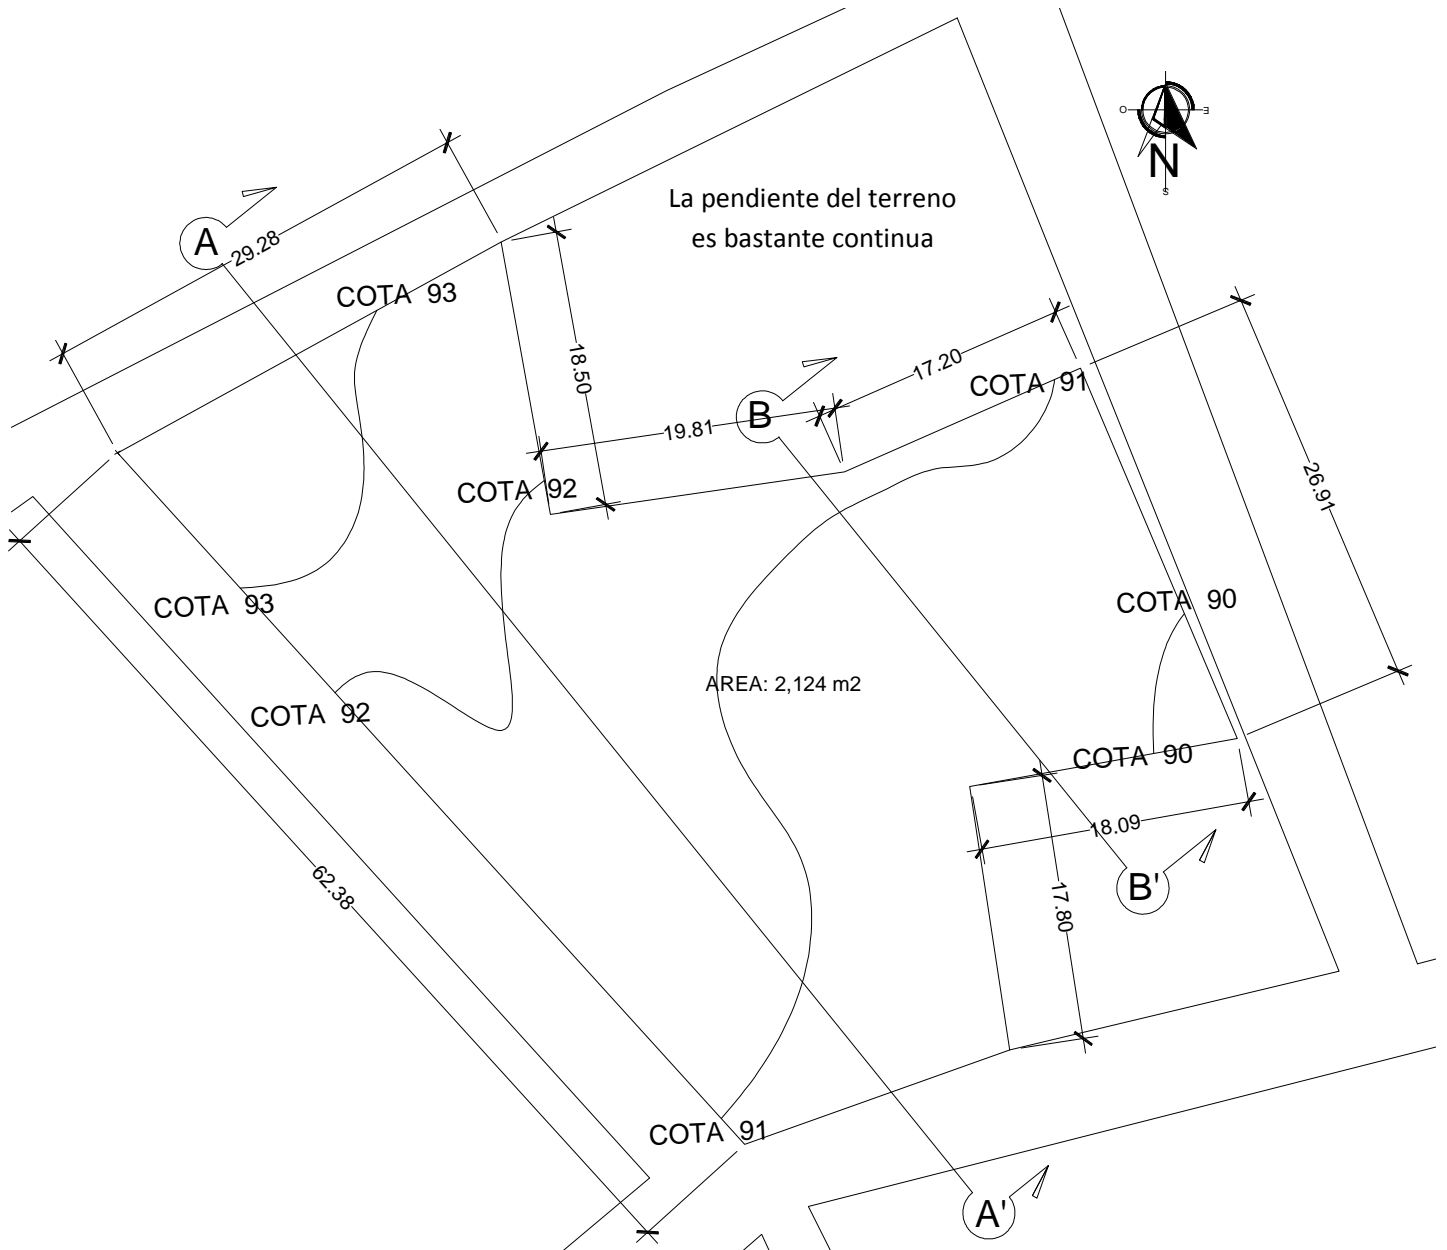 O
E
N
S
La pendiente del terreno
es bastante continua
A
29.28
COTA 93
18.50
17.20
COTA 91
B
19.81
COTA 92
26.91
COTA 93
COTA 90
AREA: 2,124 m2
COTA 92
COTA 90
18.09
62.38
17.80
B'
COTA 91
A'